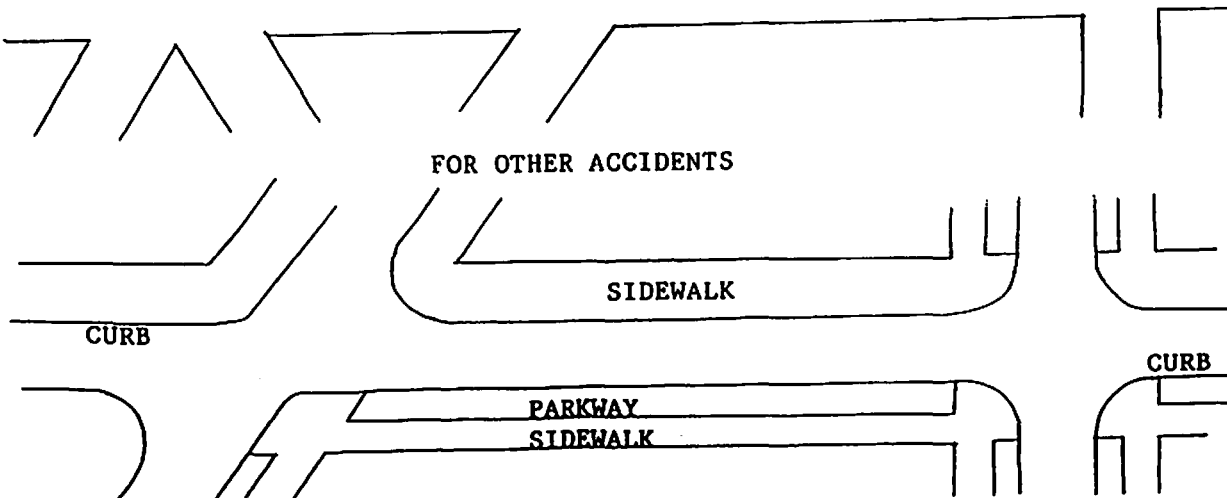 FOR OTHER ACCIDENTS
SIDEWALK
CURB
CURB
PARKWAY
SIDEWALK